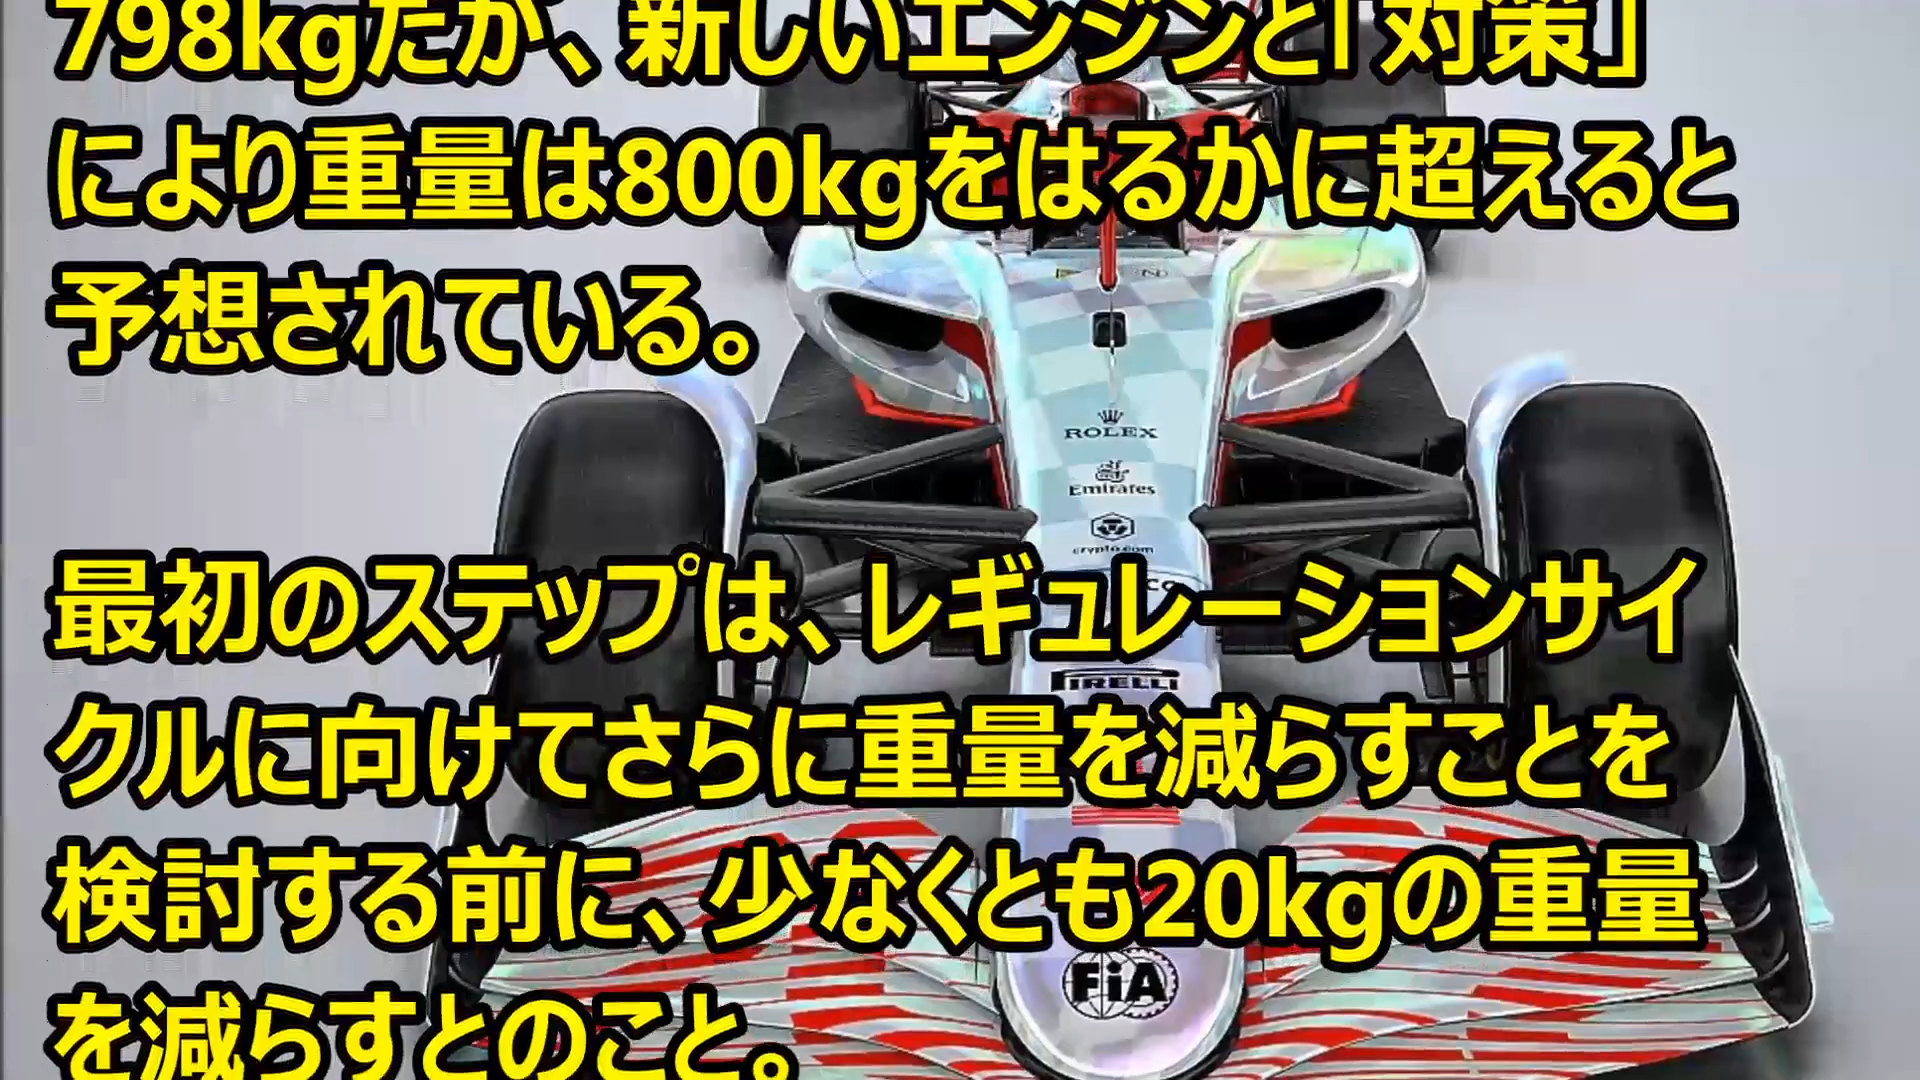 798kgだが、新しいエンジンと「対策」
により重量は800kgをはるかに超えると
予想されている。
ROLEX
Emirates
crypto.com
最初のステップは、レギュレーションサイ
PIRELLI
クルに向けてさらに重量を減らすことを
検討する前に、少なくとも20kgの重量
FiA
を減らすとのこと。